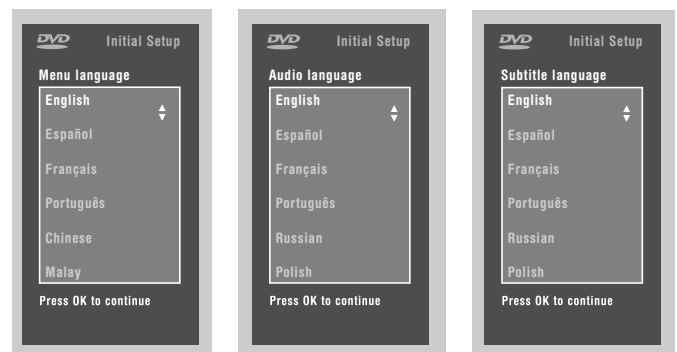 DVD Initial Setup
Menu language
English
Español
Français
Português
Chinese
Malay
Press OK to continue
DVD Initial Setup
Audio language
English
Español
Français
Português
Russian
Polish
Press OK to continue
DVD Initial Setup
Subtitle language
English
Español
Français
Português
Russian
Polish
Press OK to continue